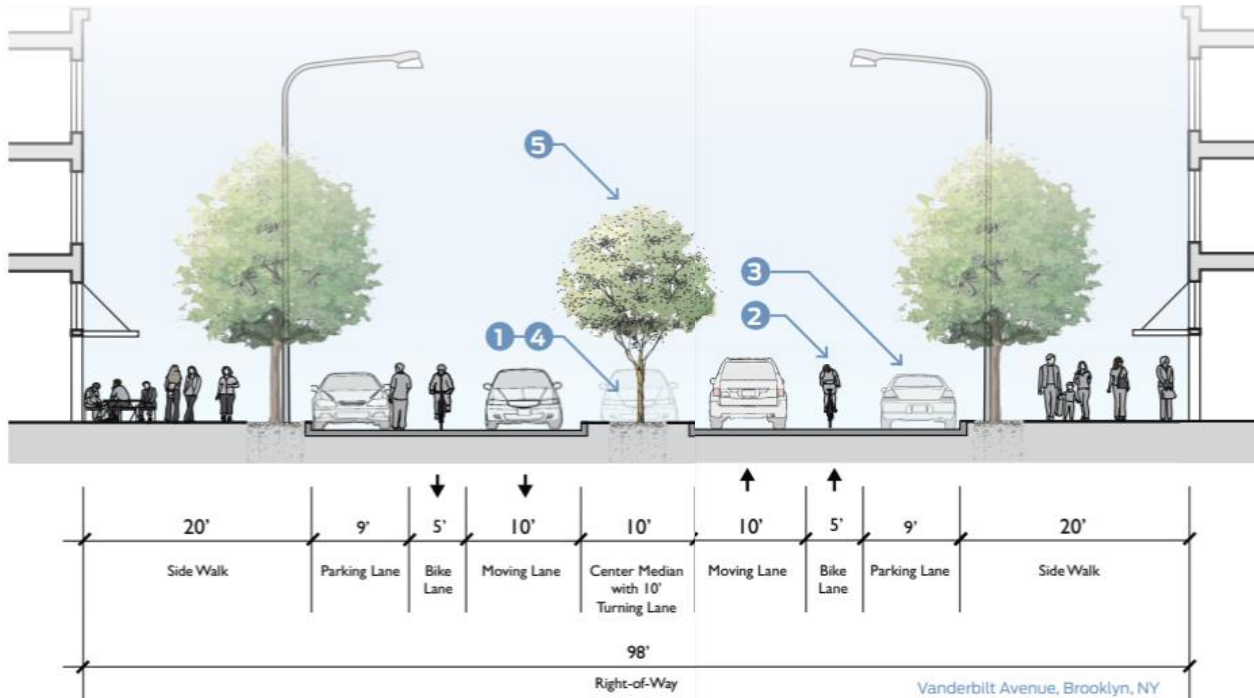 5
3
2
1 4
20’ 9’ 5’ 10’ 10’ 10’ 5’ 9’ 20’
Side Walk Parking Lane Bike Moving Lane Center Median Moving Lane Bike Parking Lane Side Walk
Lane with 10’ Lane
Turning Lane
98’
Right-of-Way
Vanderbilt Avenue, Brooklyn, NY